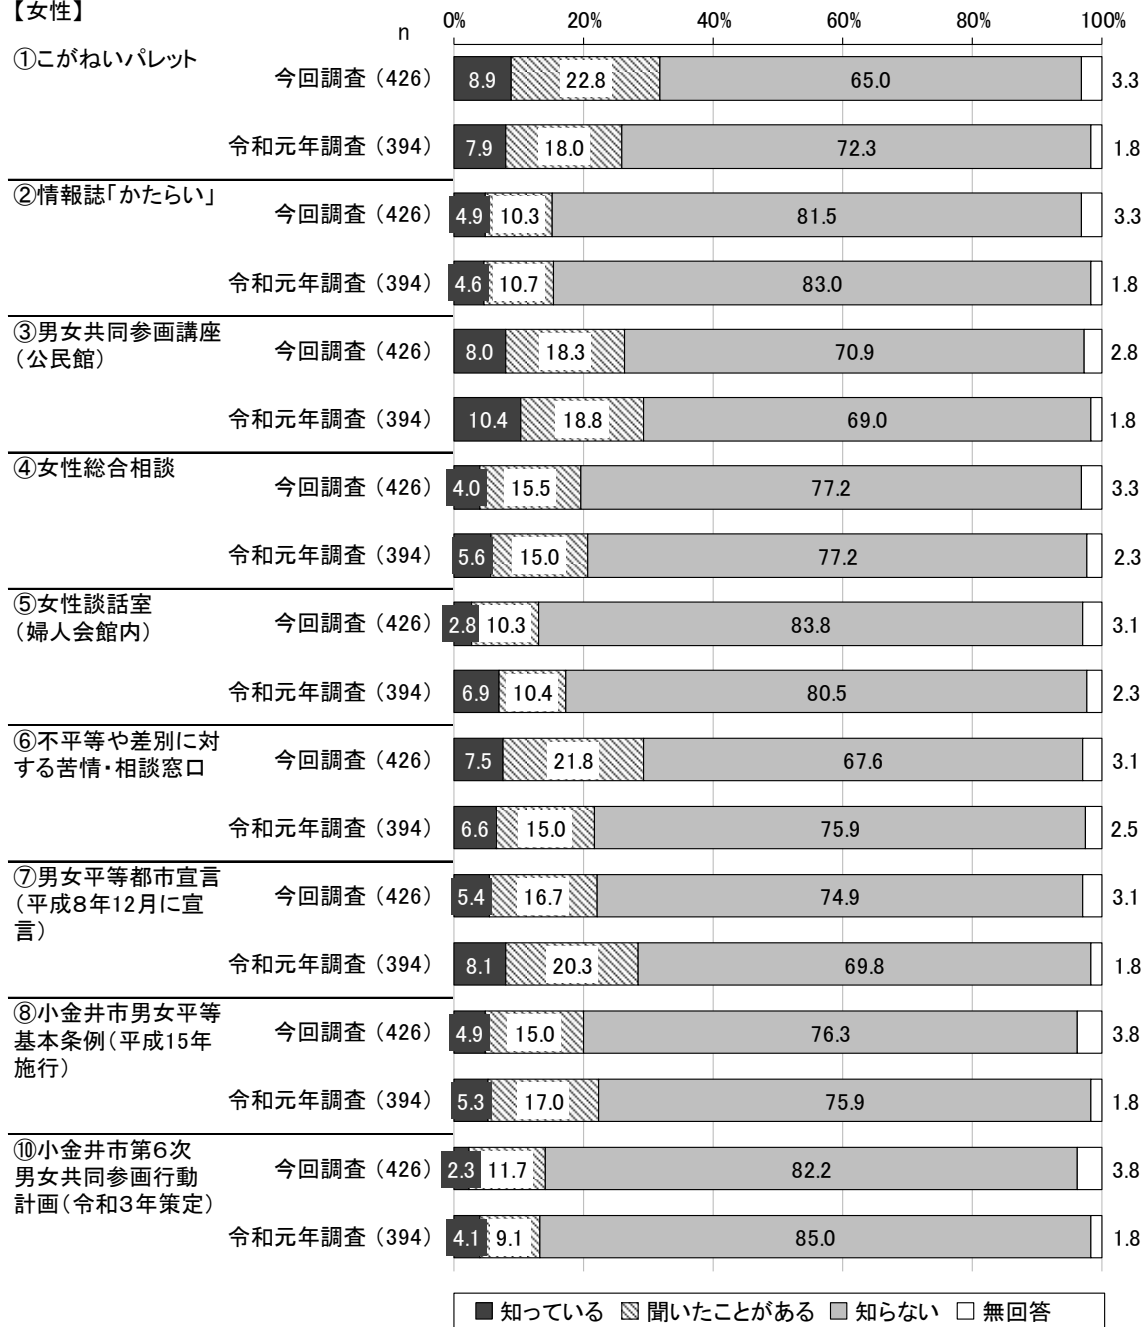 【女性】
n
0% 20% 40% 60% 80% 100%
①こがねいパレット
今回調査(426) 8.9 22.8 65.0 3.3
令和元年調査(394) 7.9 18.0 72.3 1.8
②情報誌「かたらい」
今回調査(426) 4.9 10.3 81.5 3.3
令和元年調査(394) 4.6 10.7 83.0 1.8
③男女共同参画講座
(公民館)
今回調査(426) 8.0 18.3 70.9 2.8
令和元年調査(394) 10.4 18.8 69.0 1.8
④女性総合相談
今回調査(426) 4.0 15.5 77.2 3.3
令和元年調査(394) 5.6 15.0 77.2 2.3
⑤女性談話室
(婦人会館内)
今回調査(426) 2.8 10.3 83.8 3.1
令和元年調査(394) 6.9 10.4 80.5 2.3
⑥不平等や差別に対
する苦情・相談窓口
今回調査(426) 7.5 21.8 67.6 3.1
令和元年調査(394) 6.6 15.0 75.9 2.5
⑦男女平等都市宣言
(平成8年12月に宣
言)
今回調査(426) 5.4 16.7 74.9 3.1
令和元年調査(394) 8.1 20.3 69.8 1.8
⑧小金井市男女平等
基本条例(平成15年
施行)
今回調査(426) 4.9 15.0 76.3 3.8
令和元年調査(394) 5.3 17.0 75.9 1.8
⑩小金井市第6次
男女共同参画行動
計画(令和3年策定)
今回調査(426) 2.3 11.7 82.2 3.8
令和元年調査(394) 4.1 9.1 85.0 1.8
知っている 聞いたことがある 知らない 無回答